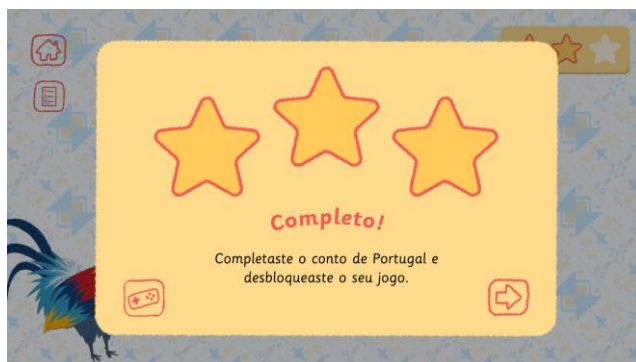 Completo!
Completaste o conto de Portugal e
desbloqueaste o seu jogo.